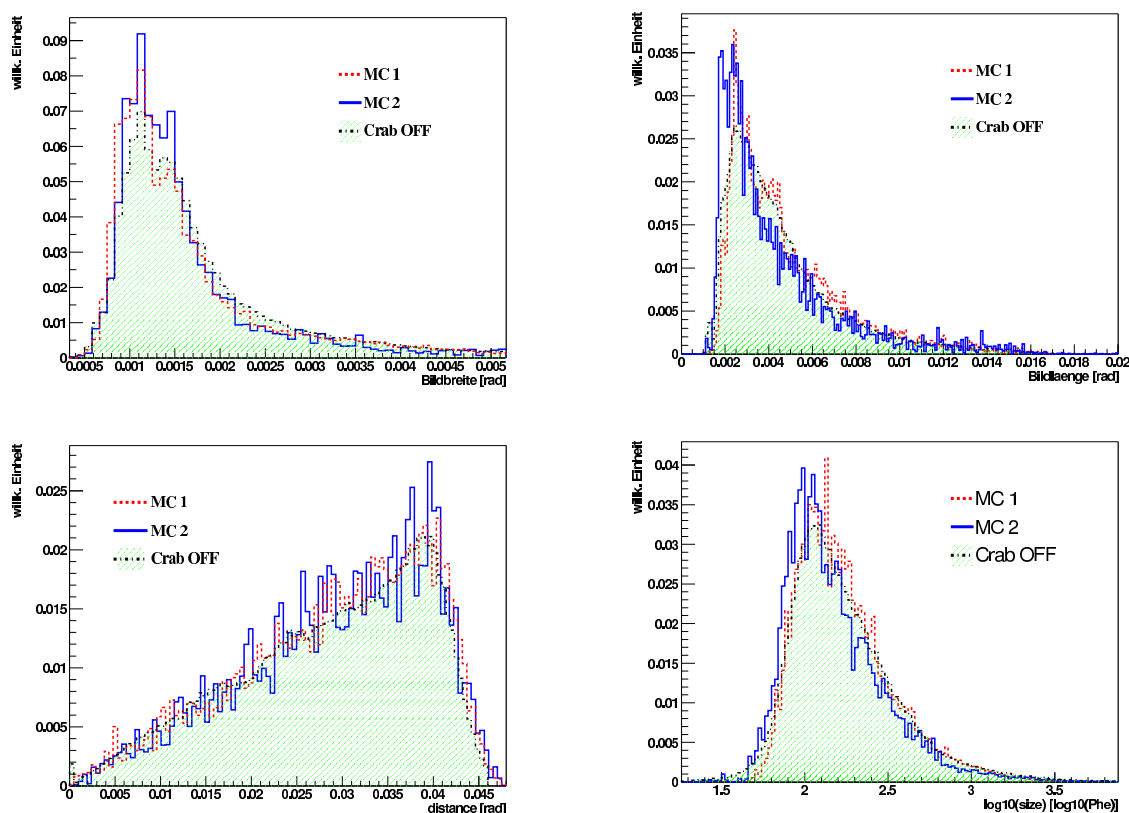 willk. Einheit
0.09
0.08
0.07
0.06
0.05
0.04
0.03
0.02
0.01
0
MC 1
MC 2
Crab OFF
0.0005 0.001 0.0015 0.002 0.0025 0.003 0.0035 0.004 0.0045 0.005
Bildbreite [rad]
willk. Einheit
0.035
0.03
0.025
0.02
0.015
0.01
0.005
0
MC 1
MC 2
Crab OFF
0 0.002 0.004 0.006 0.008 0.01 0.012 0.014 0.016 0.018 0.02
Bildlaenge [rad]
willk. Einheit
0.025
0.02
0.015
0.01
0.005
0
MC 1
MC 2
Crab OFF
0 0.005 0.01 0.015 0.02 0.025 0.03 0.035 0.04 0.045
distance [rad]
willk. Einheit
0.04
0.035
0.03
0.025
0.02
0.015
0.01
0.005
0
MC 1
MC 2
Crab OFF
1.5 2 2.5 3 3.5
log10(size) [log10(Phe)]